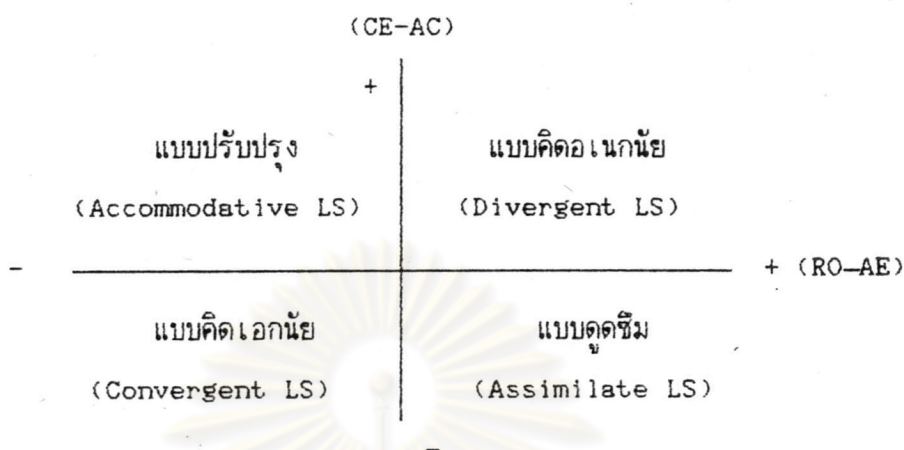 (CE-AC)
+
แบบปรับปรุง แบบคิดอเนกนัย
(Accommodative LS) (Divergent LS)
- + (RO-AE)
แบบคิดเอกนัย แบบดูดซึม
(Convergent LS) (Assimilate LS)
-